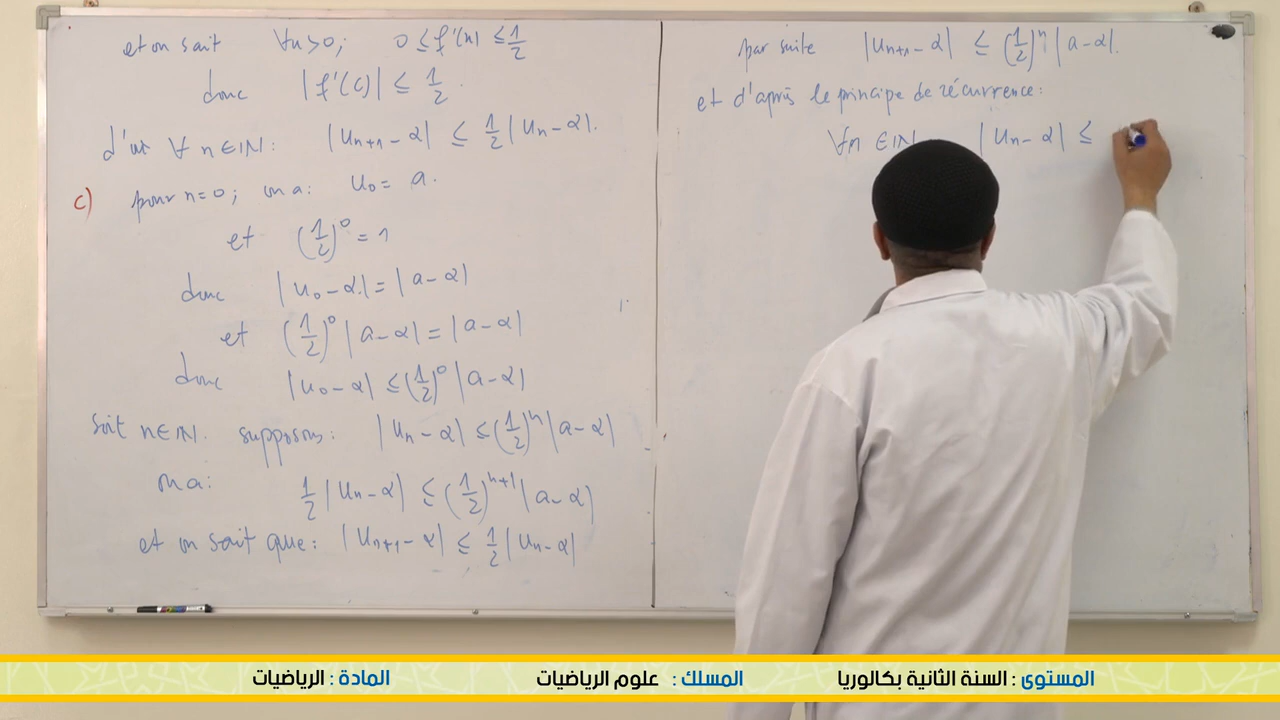 et on sait ∀x>0; 0 ≤ f'(x) ≤ 1/2
donc |f'(c)| ≤ 1/2.
d'où ∀ n∈ℕ: |Un+1 - α| ≤ 1/2 |Un - α|.
c) pour n=0; on a: U0 = a.
et (1/2)^0 = 1
donc |U0 - α| = |a - α|
et (1/2)^0 |a - α| = |a - α|
donc |U0 - α| ≤ (1/2)^0 |a - α|
Soit n∈ℕ. supposons: |Un - α| ≤ (1/2)^n |a - α|
on a: 1/2 |Un - α| ≤ (1/2)^n+1 |a - α|
et on sait que: |Un+1 - α| ≤ 1/2 |Un - α|
par suite |Un+1 - α| ≤ (1/2)^n |a - α|.
et d'après le principe de récurrence:
∀n ∈ℕ |Un - α| ≤
المستوى : السنة الثانية بكالوريا المسلك : علوم الرياضيات المادة : الرياضيات